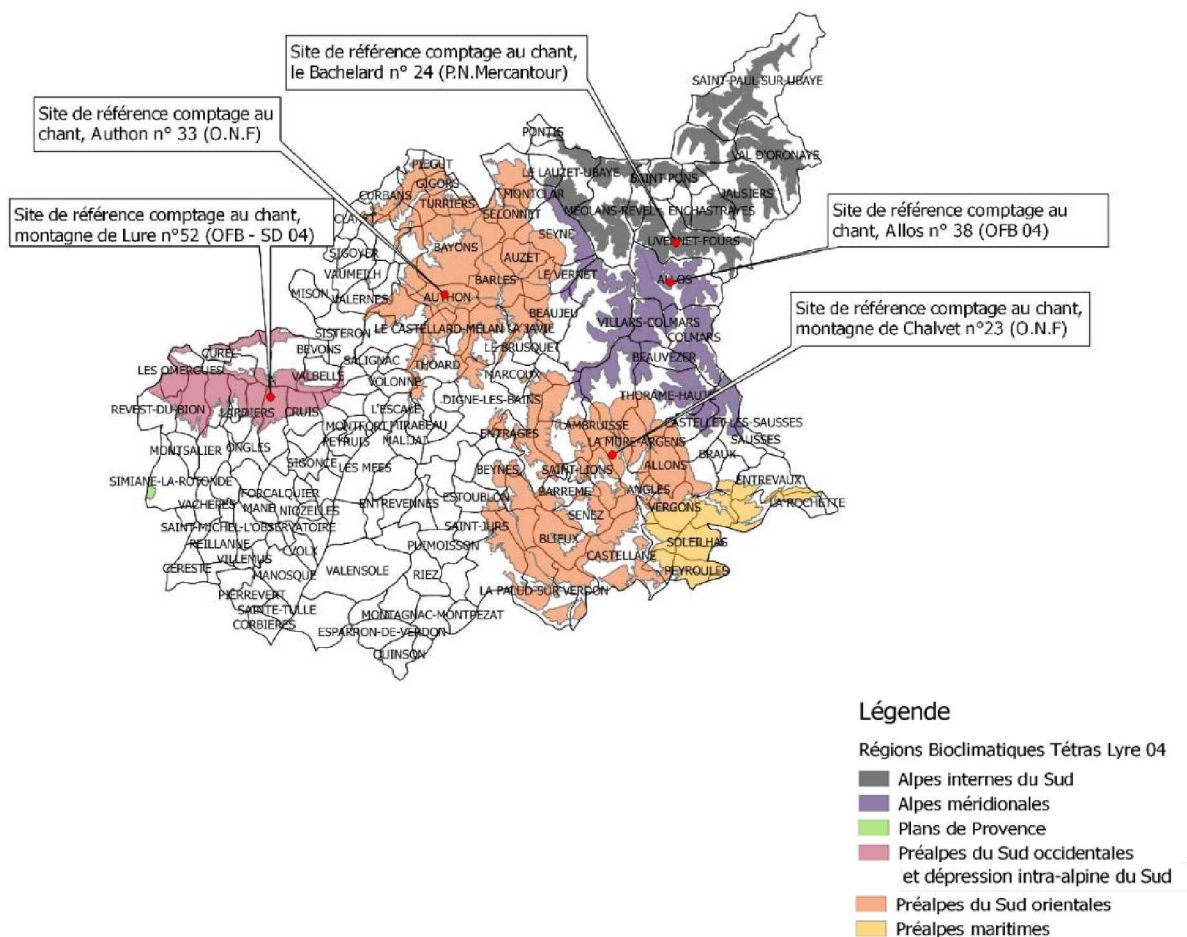 Site de référence comptage au chant,
le Bachelard n° 24 (P.N.Mercantour)
Site de référence comptage au
chant, Authon n° 33 (O.N.F)
Site de référence comptage au chant,
montagne de Lure n°52 (OFB - SD 04)
Site de référence comptage au
chant, Allos n° 38 (OFB 04)
Site de référence comptage au chant,
montagne de Chalvet n°23 (O.N.F)
SAINT-PAUL-SUR-UBAYE
PONTIS
VAL D'ORONAYE
LE LAUZET-UBAYE
SAINT-PONS
JAUSIERS
PIEGUT
GIGORS
CURBANS
TURRIERS
MONTCLAR
SELONNET
MEOLANS-REVEL
ENCHASTRAYES
SEYNE
UVERNET-FOURS
SIGOYER
BAYONS
AUZET
LE VERNET
VAUMEILH
BARLES
ALLOS
MISON
VALERNES
AUTHON
BEAUJEU
VILLARS-COLMARS
SISTERON
LE CASTELLARD-MELAN
LA JAVIE
COLMARS
CUREL
BEVONS
SALIGNAC
LE BRUSQUET
BEAUVEZER
LES OMERGUES
VALBELLE
VOLONNE
THOARD
MARCOUX
THORAME-HAUTE
REVEST-DU-BION
LARDIERS
CRUIS
L'ESCALE
DIGNE-LES-BAINS
CASTELLET-LES-SAUSSES
MONTFORT
MIRABEAU
LAMBRUISSE
SAUSSES
MONTSALIER
ONGLES
PEYRUIS
MALIJAI
ENTRAGES
LA MURE-ARGENS
BRAUX
SIGONCE
LES MEES
BEYNES
SAINT-LIONS
ALLONS
SIMIANE-LA-ROTONDE
ENTREVAUX
FORCALQUIER
BARREME
ANGLES
VACHERES
MANE
NIOZELLES
ENTREVENNES
ESTOUBLON
SENEZ
VERGONS
LA ROCHETTE
SAINT-MICHEL-L'OBSERVATOIRE
SAINT-JURS
REILLANNE
VOLX
PUIMOISSON
BLIEUX
SOLEILHAS
VILLEMUS
CASTELLANE
CERESTE
MANOSQUE
VALENSOLE
RIEZ
PEYROULES
PIERREVERT
LA PALUD-SUR-VERDON
SAINTE-TULLE
MONTAGNAC-MONTPEZAT
CORBIERES
ESPARRON-DE-VERDON
QUINSON
Légende
Régions Bioclimatiques Tétras Lyre 04
Alpes internes du Sud
Alpes méridionales
Plans de Provence
Préalpes du Sud occidentales
et dépression intra-alpine du Sud
Préalpes du Sud orientales
Préalpes maritimes